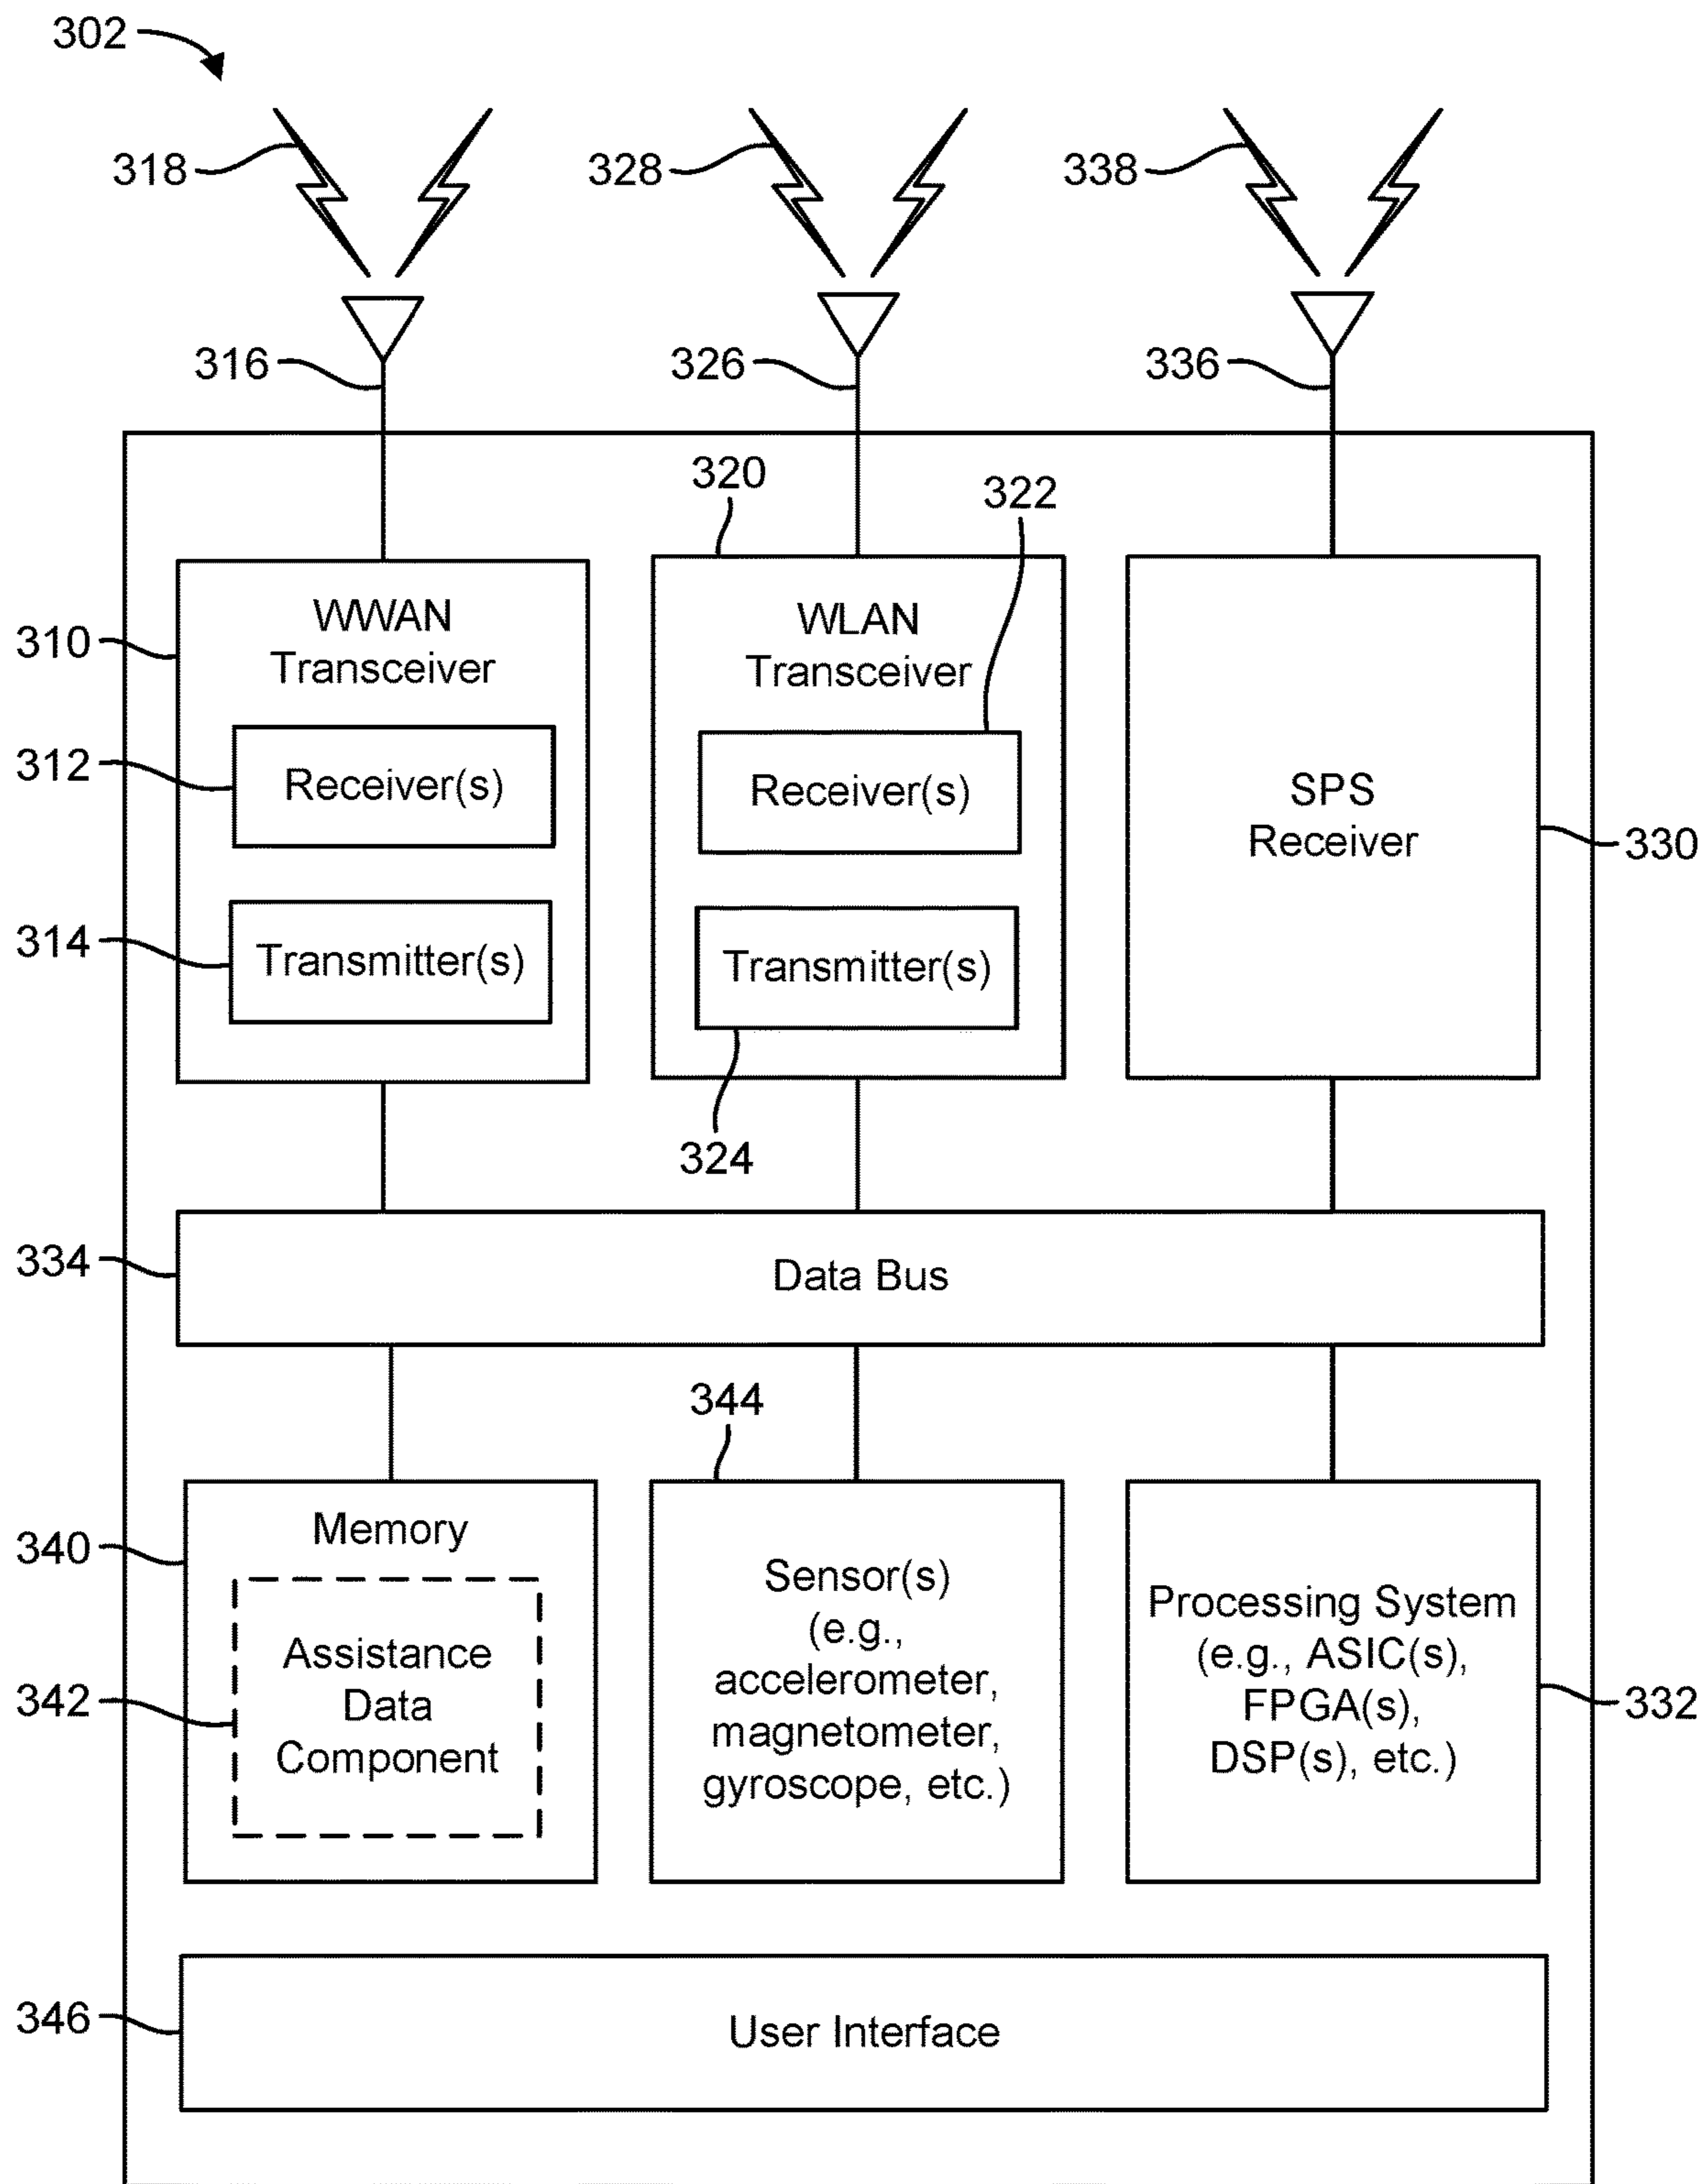 302
318
328
338
316
326
336
320
322
310
WWAN
Transceiver
WLAN
Transceiver
312
Receiver(s)
Receiver(s)
SPS
Receiver
330
314
Transmitter(s)
Transmitter(s)
324
334
Data Bus
344
340
Memory
342
Assistance
Data
Component
Sensor(s)
(e.g.,
accelerometer,
magnetometer,
gyroscope, etc.)
Processing System
(e.g., ASIC(s),
FPGA(s),
DSP(s), etc.)
332
346
User Interface